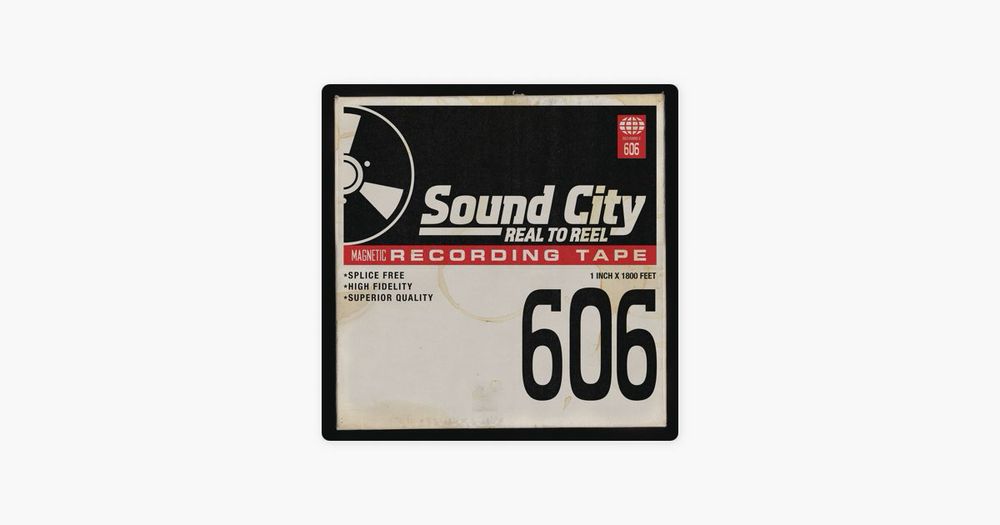 606
Sound City
REAL TO REEL
MAGNETIC RECORDING TAPE
*SPLICE FREE
*HIGH FIDELITY
*SUPERIOR QUALITY
1 INCH X 1800 FEET
606